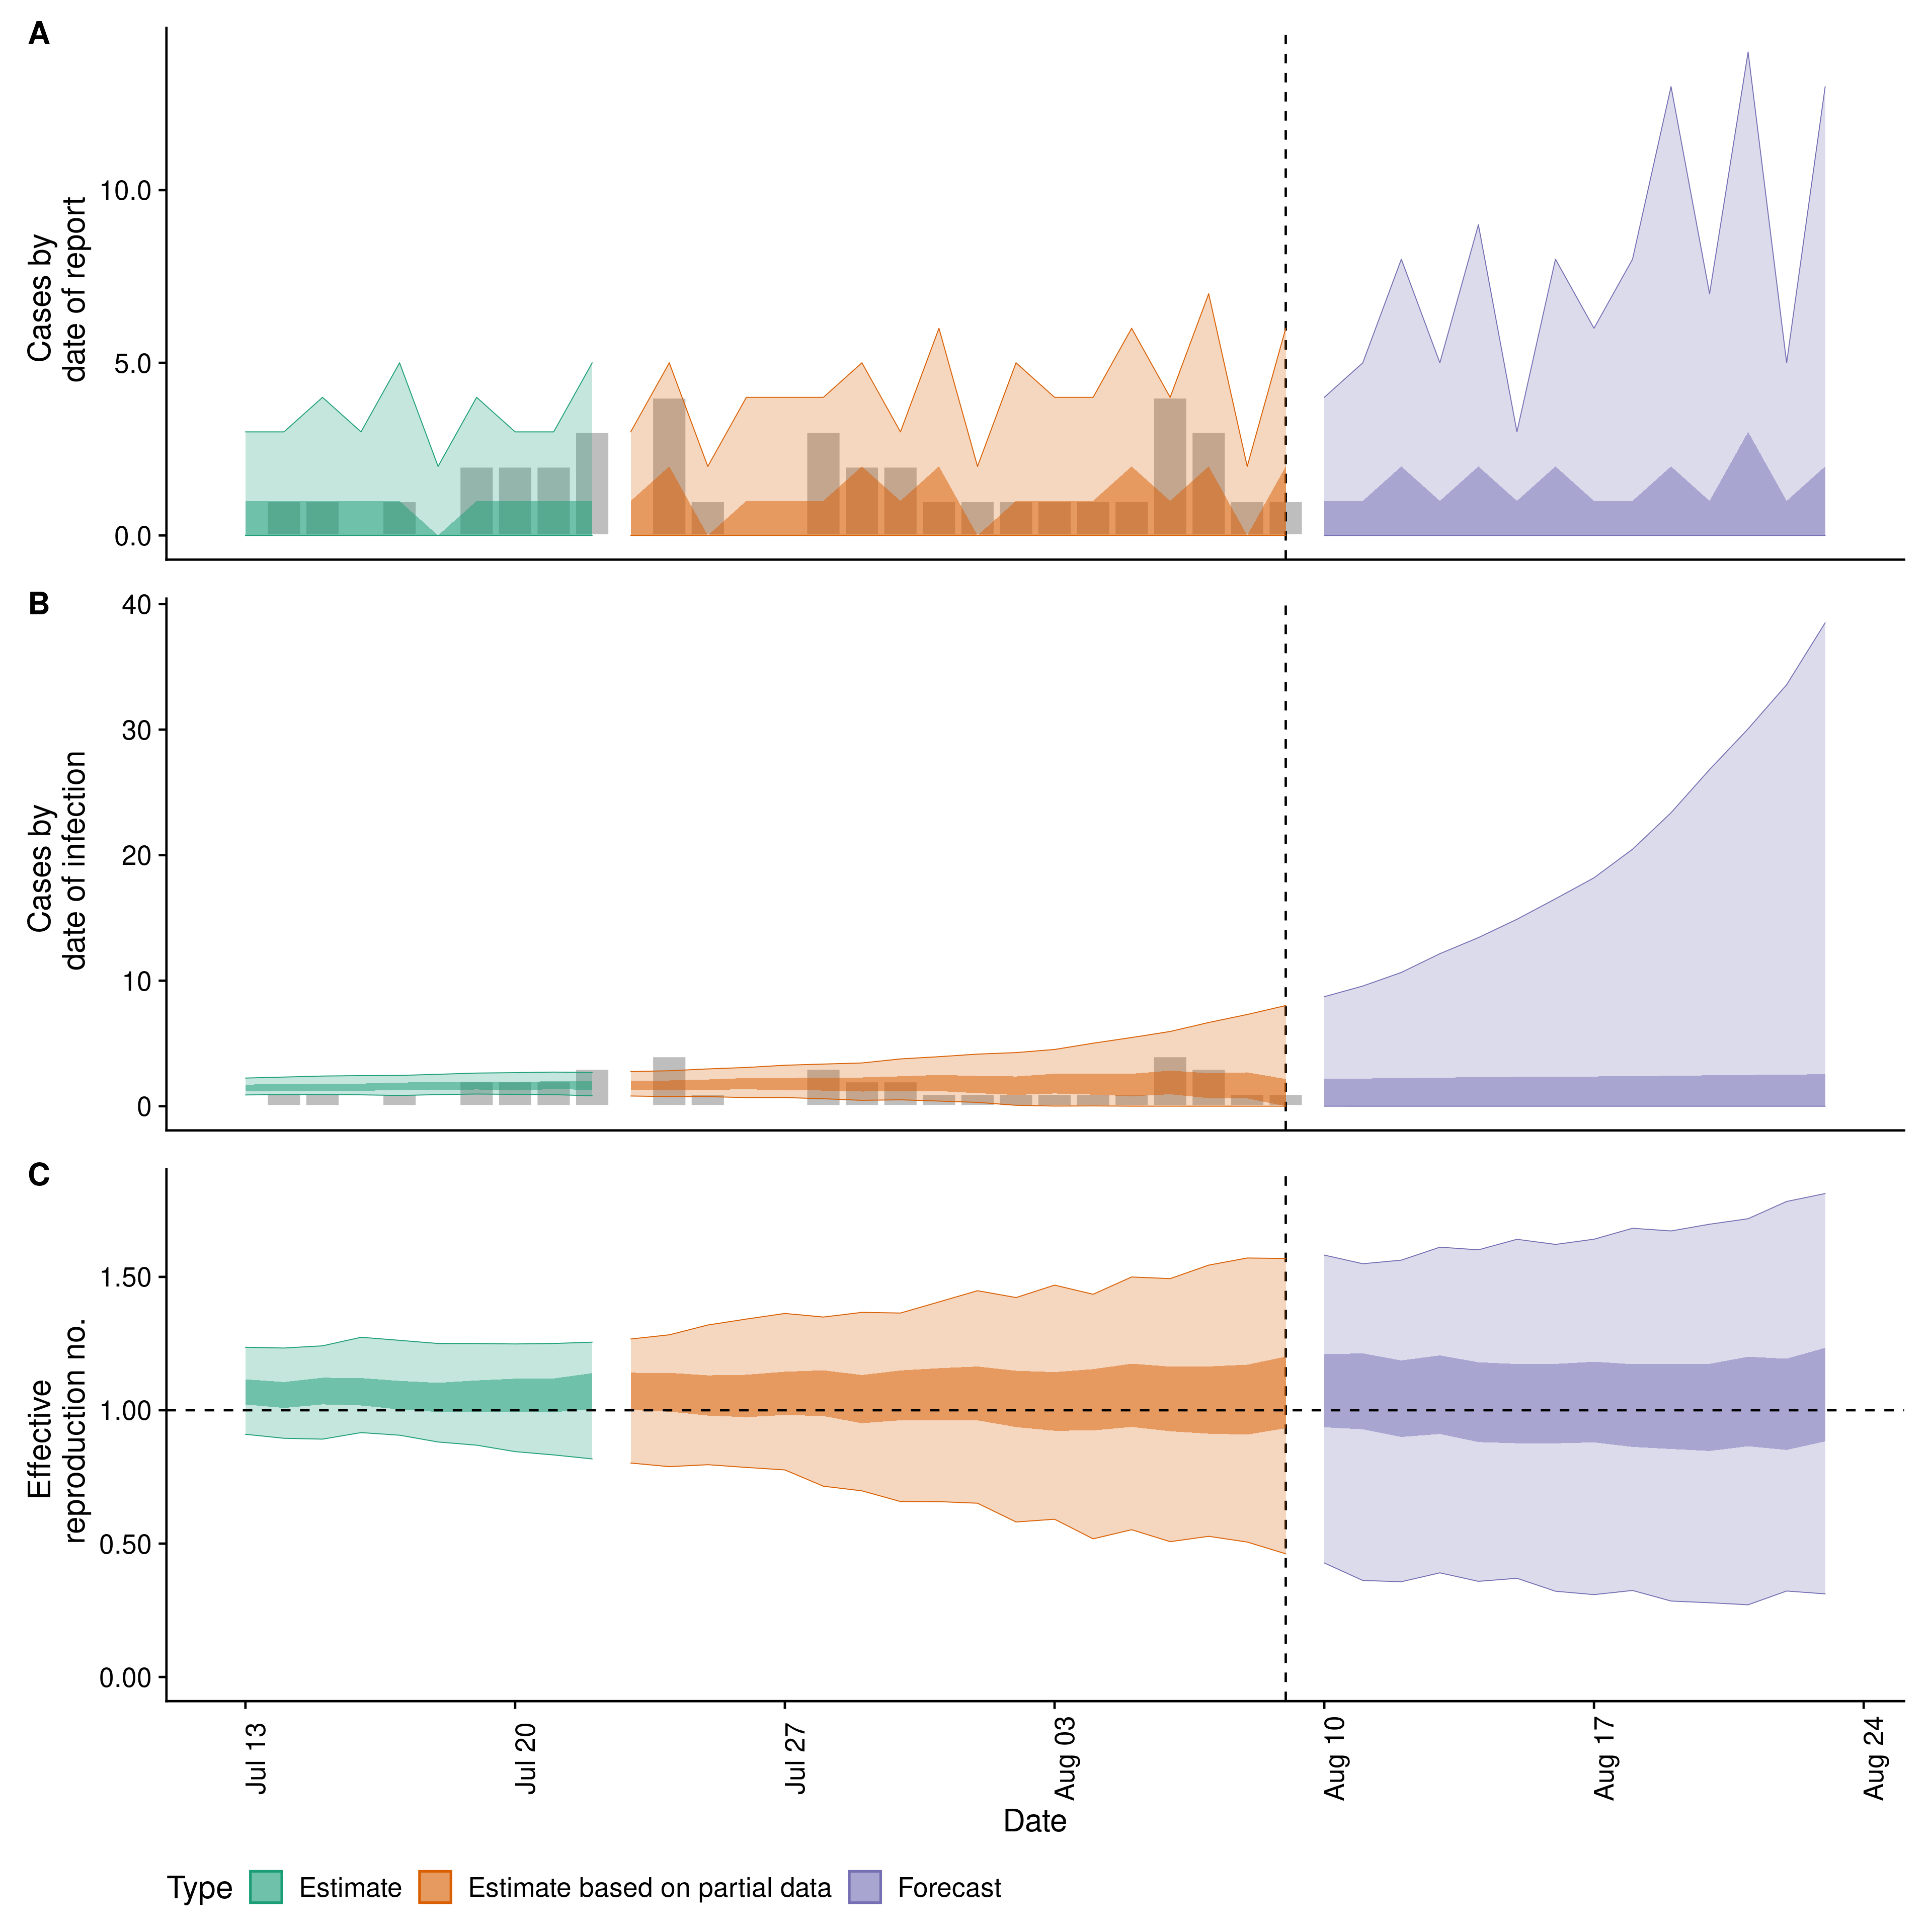 A
Cases by
date of report
10.0
5.0
0.0
B
Cases by
date of infection
40
30
20
10
0
C
Effective
reproduction no.
1.50
1.00
0.50
0.00
Jul 13
Jul 20
Jul 27
Aug 03
Aug 10
Aug 17
Aug 24
Date
Type
Estimate
Estimate based on partial data
Forecast